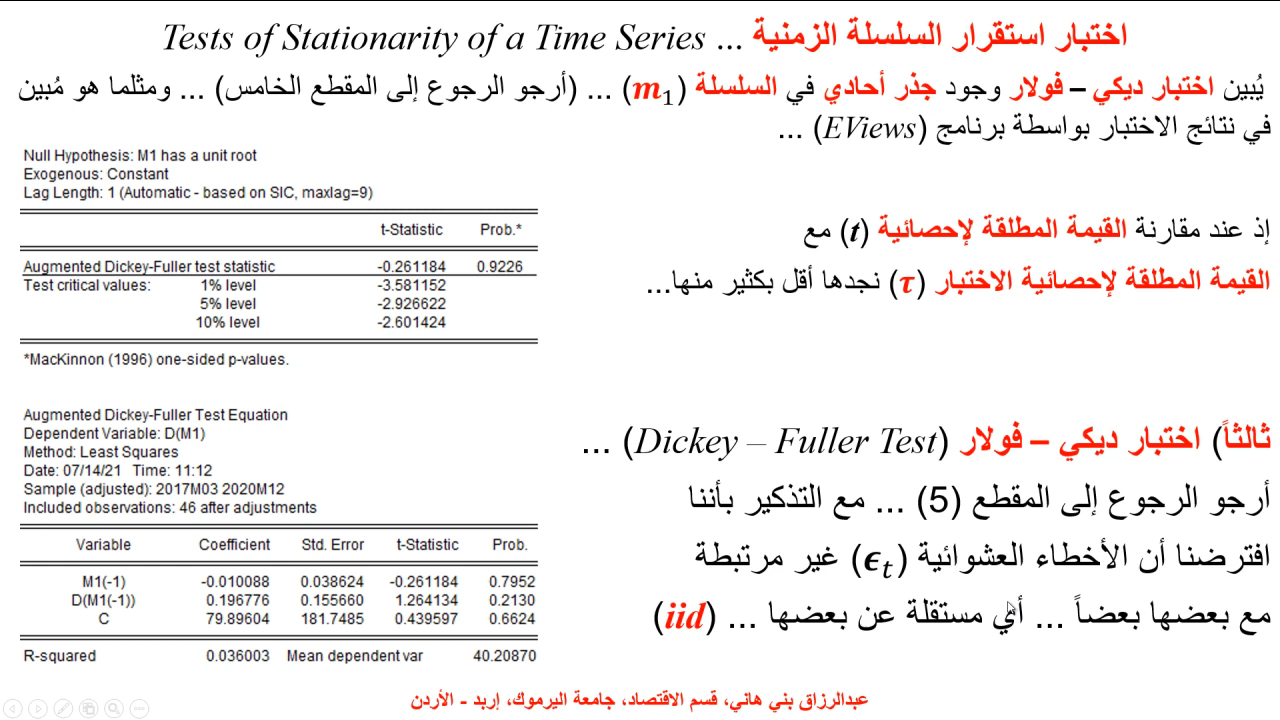 اختبار استقرار السلسلة الزمنية ... Tests of Stationarity of a Time Series
يُبين اختبار ديكي – فولار وجود جذر أحادي في السلسلة (m₁) ... (أرجو الرجوع إلى المقطع الخامس) ... ومثلما هو مُبين
في نتائج الاختبار بواسطة برنامج (EViews) ...
إذ عند مقارنة القيمة المطلقة لإحصائية (t) مع
القيمة المطلقة لإحصائية الاختبار (τ) نجدها أقل بكثير منها...
ثالثاً) اختبار ديكي – فولار (Dickey – Fuller Test) ...
أرجو الرجوع إلى المقطع (5) ... مع التذكير بأننا
افترضنا أن الأخطاء العشوائية (ϵₜ) غير مرتبطة
مع بعضها بعضاً ... أي مستقلة عن بعضها ... (iid)
Null Hypothesis: M1 has a unit root
Exogenous: Constant
Lag Length: 1 (Automatic - based on SIC, maxlag=9)
t-Statistic Prob.*
Augmented Dickey-Fuller test statistic -0.261184 0.9226
Test critical values: 1% level -3.581152
5% level -2.926622
10% level -2.601424
*MacKinnon (1996) one-sided p-values.
Augmented Dickey-Fuller Test Equation
Dependent Variable: D(M1)
Method: Least Squares
Date: 07/14/21 Time: 11:12
Sample (adjusted): 2017M03 2020M12
Included observations: 46 after adjustments
Variable Coefficient Std. Error t-Statistic Prob.
M1(-1) -0.010088 0.038624 -0.261184 0.7952
D(M1(-1)) 0.196776 0.155660 1.264134 0.2130
C 79.89604 181.7485 0.439597 0.6624
R-squared 0.036003 Mean dependent var 40.20870
عبدالرزاق بني هاني، قسم الاقتصاد، جامعة اليرموك، إربد - الأردن